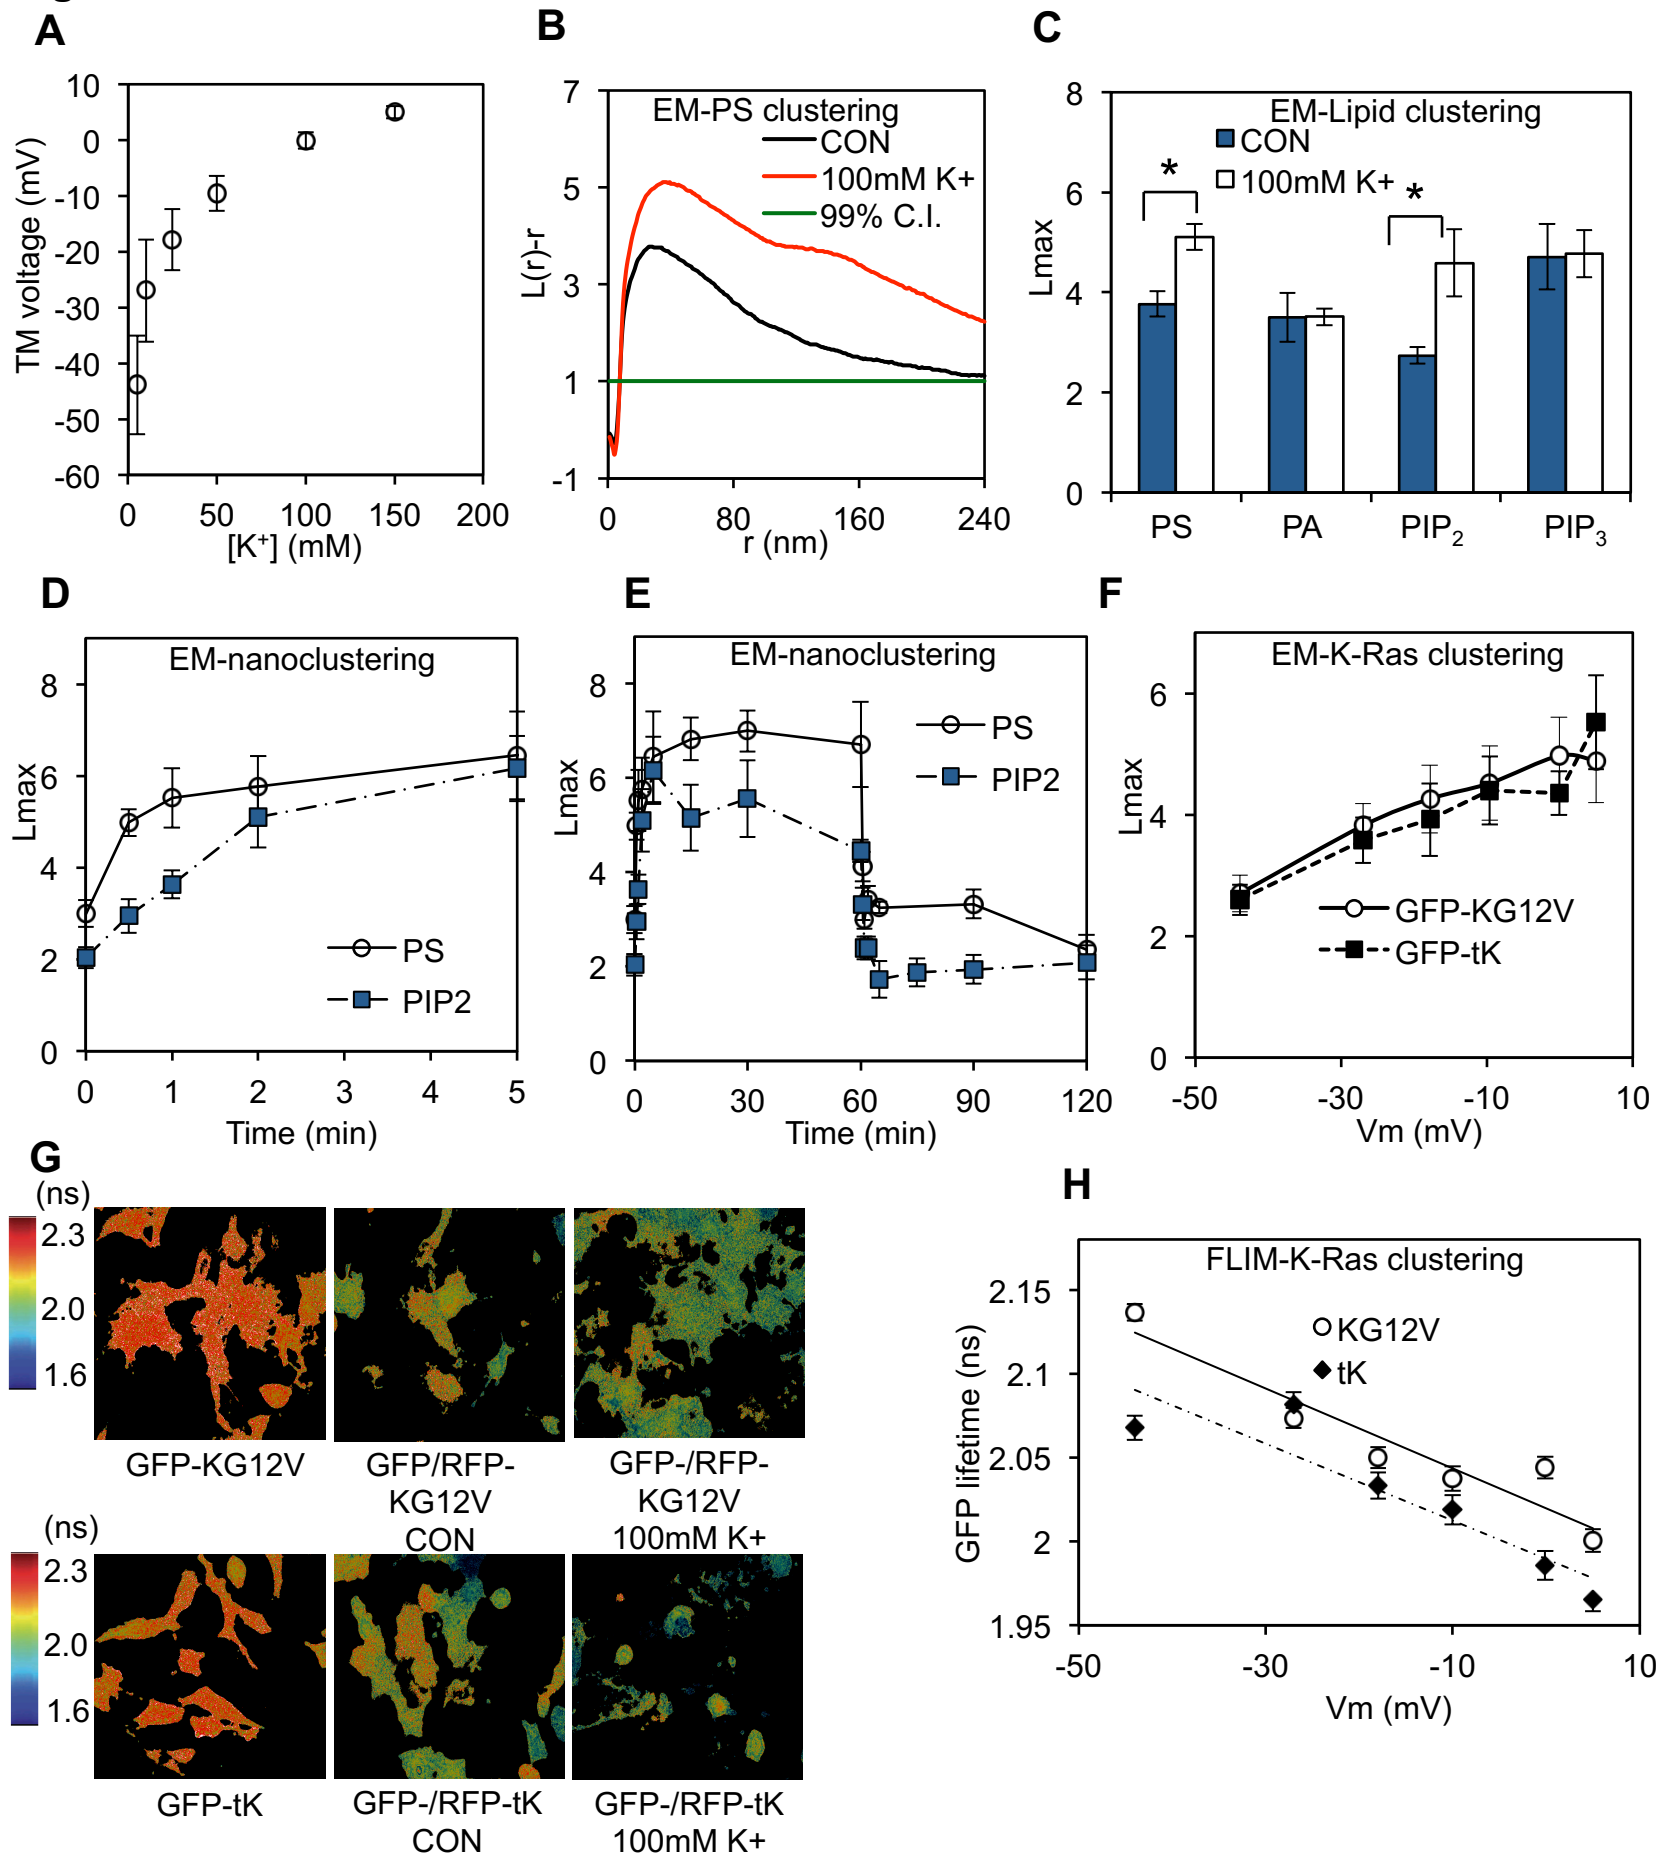 A
10
0
-10
-20
-30
-40
-50
-60
TM voltage (mV)
0 50 100 150 200
[K+] (mM)
B
EM-PS clustering
CON
100mM K+
99% C.I.
7
5
3
1
-1
L(r)-r
0 80 160 240
r (nm)
C
EM-Lipid clustering
CON
100mM K+
*
*
8
6
4
2
0
Lmax
PS PA PIP2 PIP3
D
EM-nanoclustering
8
6
4
2
0
Lmax
PS
PIP2
0 1 2 3 4 5
Time (min)
E
EM-nanoclustering
8
6
4
2
0
Lmax
PS
PIP2
0 30 60 90 120
Time (min)
F
EM-K-Ras clustering
6
4
2
0
Lmax
GFP-KG12V
GFP-tK
-50 -30 -10 10
Vm (mV)
G
(ns)
2.3
2.0
1.6
GFP-KG12V
GFP/RFP-
KG12V
CON
GFP-/RFP-
KG12V
100mM K+
(ns)
2.3
2.0
1.6
GFP-tK
GFP-/RFP-tK
CON
GFP-/RFP-tK
100mM K+
H
FLIM-K-Ras clustering
KG12V
tK
2.15
2.1
2.05
2
1.95
GFP lifetime (ns)
-50 -30 -10 10
Vm (mV)